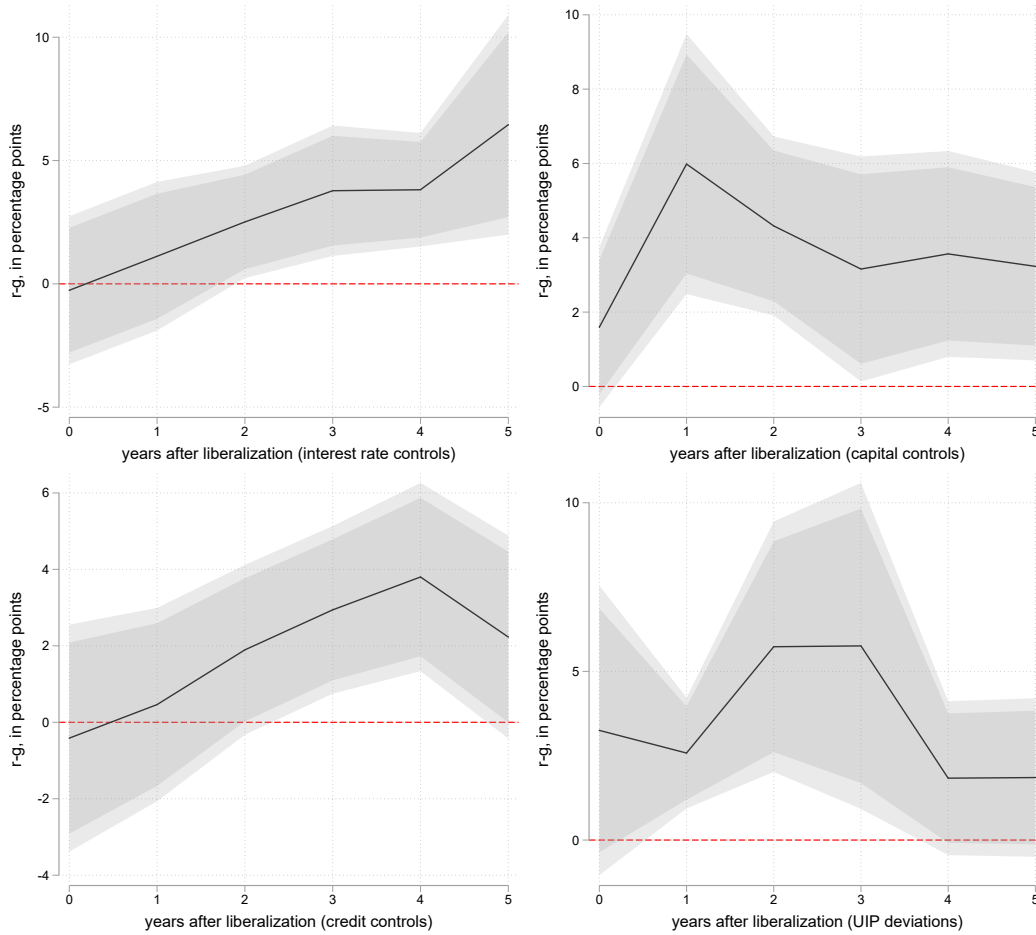 10
5
0
-5
r-g, in percentage points
0 1 2 3 4 5
years after liberalization (interest rate controls)
10
8
6
4
2
0
r-g, in percentage points
0 1 2 3 4 5
years after liberalization (capital controls)
6
4
2
0
-2
-4
r-g, in percentage points
0 1 2 3 4 5
years after liberalization (credit controls)
10
5
0
r-g, in percentage points
0 1 2 3 4 5
years after liberalization (UIP deviations)